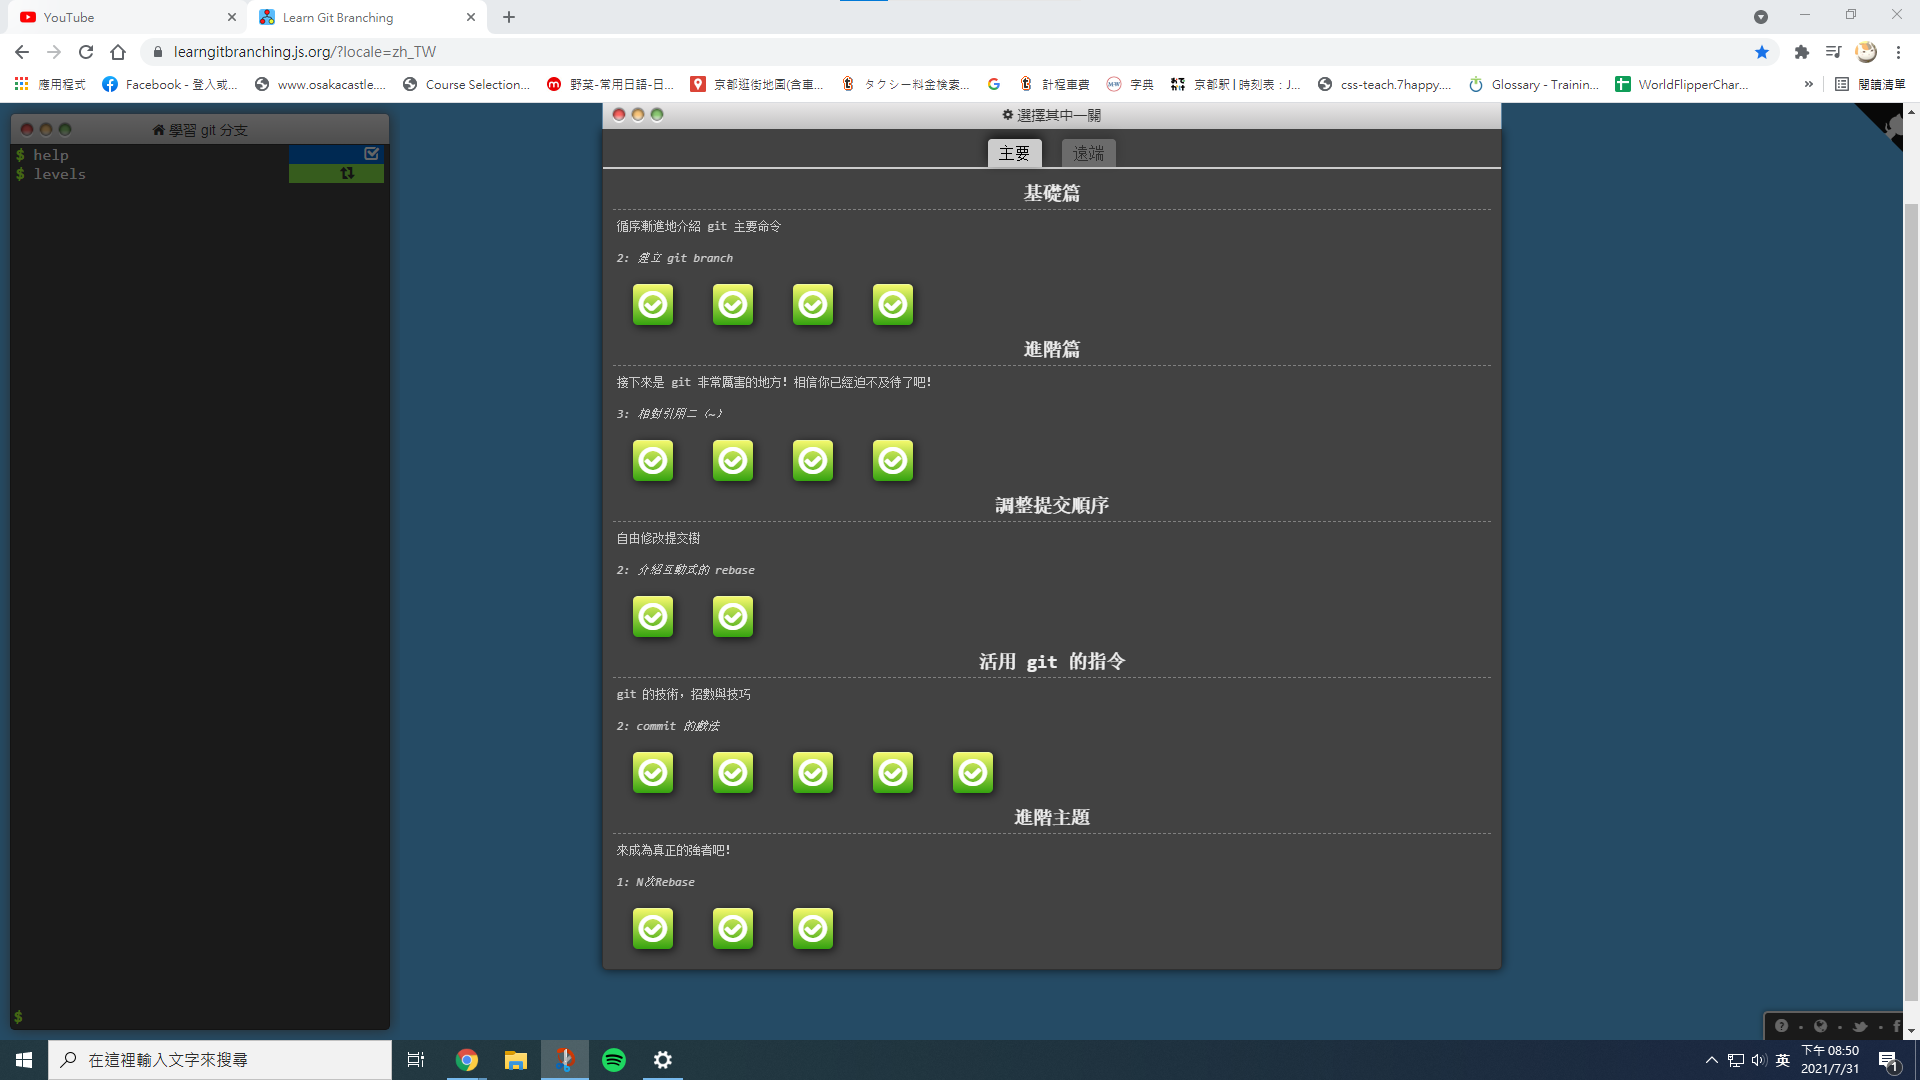 YouTube
Learn Git Branching
learngitbranching.js.org/?locale=zh_TW
應用程式
Facebook - 登入或...
www.osakacastle....
Course Selection...
野菜-常用日語-日...
京都逛街地圖(含車...
タクシー料金検索...
計程車費
字典
京都駅 | 時刻表：J...
css-teach.7happy....
Glossary - Trainin...
WorldFlipperChar...
»
閱讀清單
學習 git 分支
$ help
$ levels
$
選擇其中一關
主要
遠端
基礎篇
循序漸進地介紹 git 主要命令
2: 建立 git branch
進階篇
接下來是 git 非常厲害的地方！相信你已經迫不及待了吧！
3: 相對引用二（~）
調整提交順序
自由修改提交樹
2: 介紹互動式的 rebase
活用 git 的指令
git 的技術，招數與技巧
2: commit 的戲法
進階主題
來成為真正的強者吧！
1: N次Rebase
在這裡輸入文字來搜尋
英
下午 08:50
2021/7/31
1